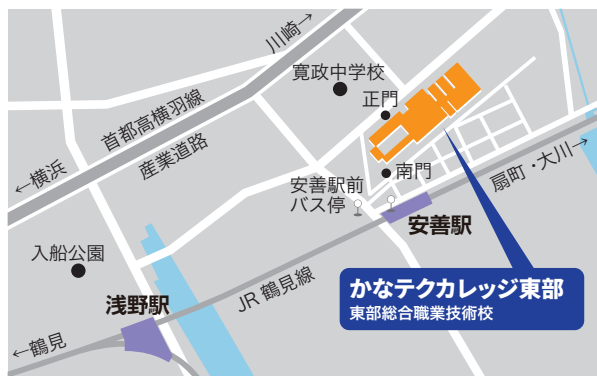 川崎→
寛政中学校
正門
首都高横羽線
産業道路
←横浜
南門
扇町・大川→
安善駅前
バス停
安善駅
入船公園
かなテクカレッジ東部
東部総合職業技術校
浅野駅
JR 鶴見線
←鶴見